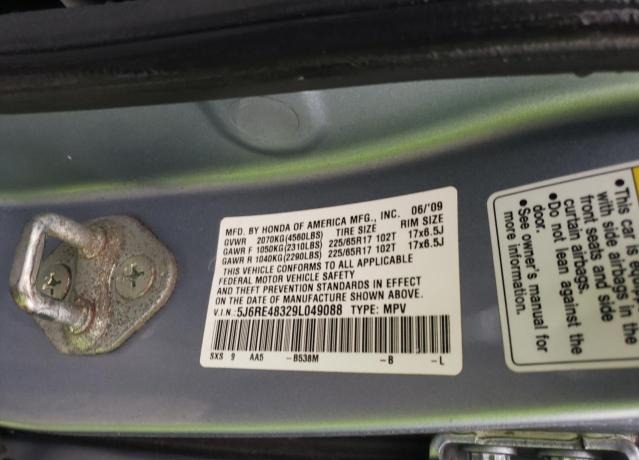 MFD. BY HONDA OF AMERICA MFG., INC. 06/'09
GVWR 2070KG(4560LBS) TIRE SIZE RIM SIZE
GAWR F 1050KG(2310LBS) 225/65R17 102T 17x6.5J
GAWR R 1040KG(2290LBS) 225/65R17 102T 17x6.5J
THIS VEHICLE CONFORMS TO ALL APPLICABLE
FEDERAL MOTOR VEHICLE SAFETY
AND THEFT PREVENTION STANDARDS IN EFFECT
ON THE DATE OF MANUFACTURE SHOWN ABOVE.
V.I.N.:5J6RE48329L049088 TYPE: MPV
SXS 9 AA5 -B538M -B -L
•This car is
with side airbags in the
front seats and side
curtain airbags.
•Do not lean against the
door.
•See owner's manual for
more information.